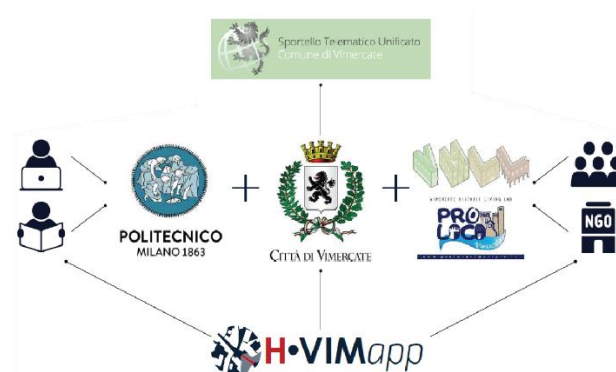 Sportello Telematico Unificato
Comune di Vimercate
POLITECNICO
MILANO 1863
CITTÀ DI VIMERCATE
PRO
LOCO
NGO
H•VIMapp